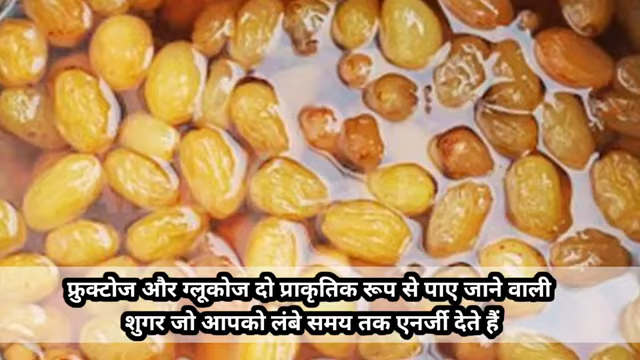 फ्रुक्टोज और ग्लूकोज दो प्राकृतिक रूप से पाए जाने वाली
शुगर जो आपको लंबे समय तक एनर्जी देते हैं